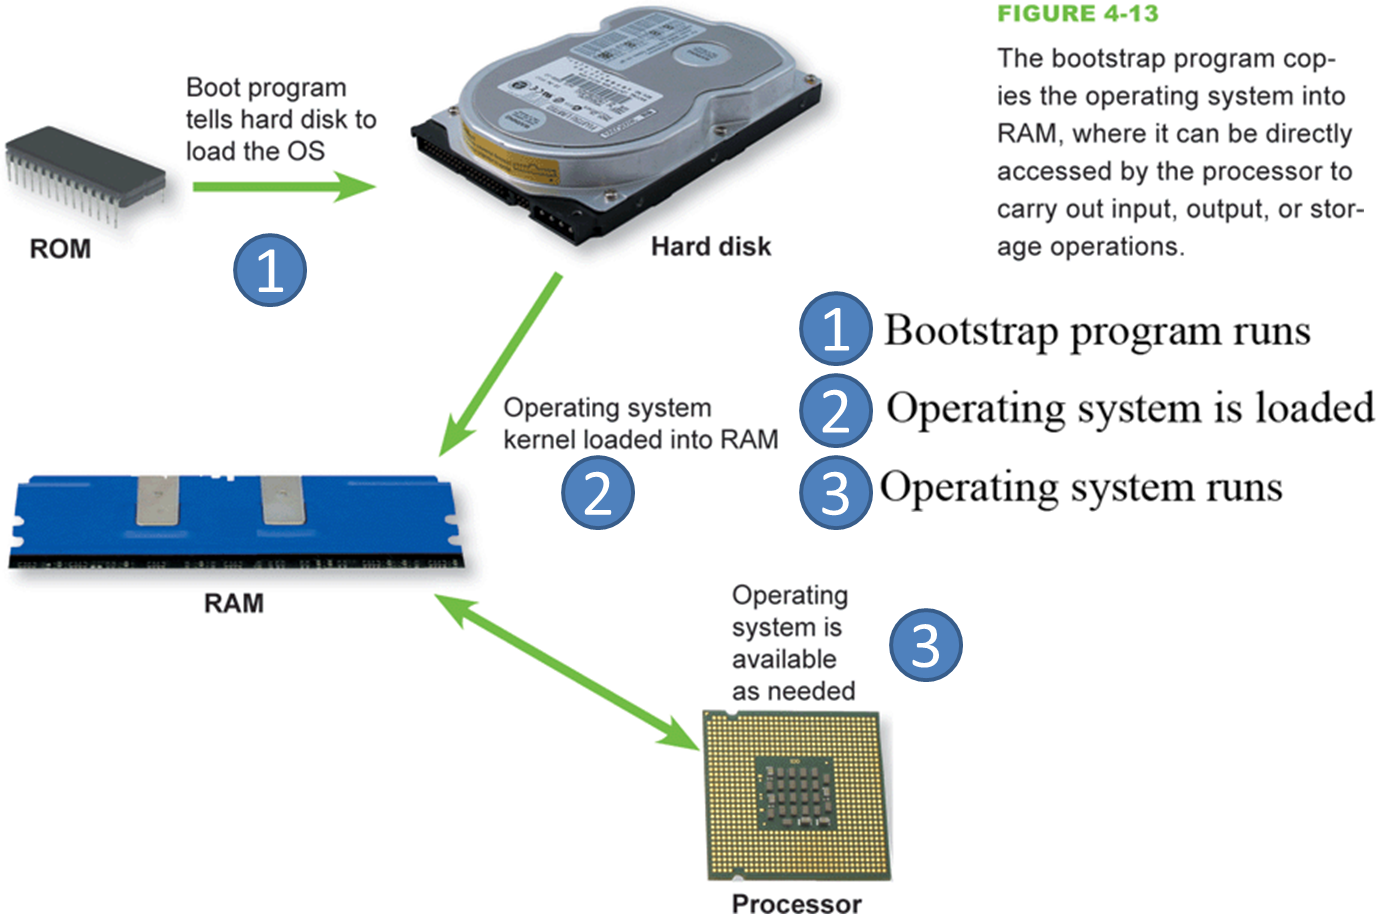 FIGURE 4-13
The bootstrap program cop-
ies the operating system into
RAM, where it can be directly
accessed by the processor to
carry out input, output, or stor-
age operations.
Boot program
tells hard disk to
load the OS
ROM
1
Hard disk
1 Bootstrap program runs
2 Operating system is loaded
3 Operating system runs
Operating system
kernel loaded into RAM
2
RAM
Operating
system is
available
as needed
3
Processor